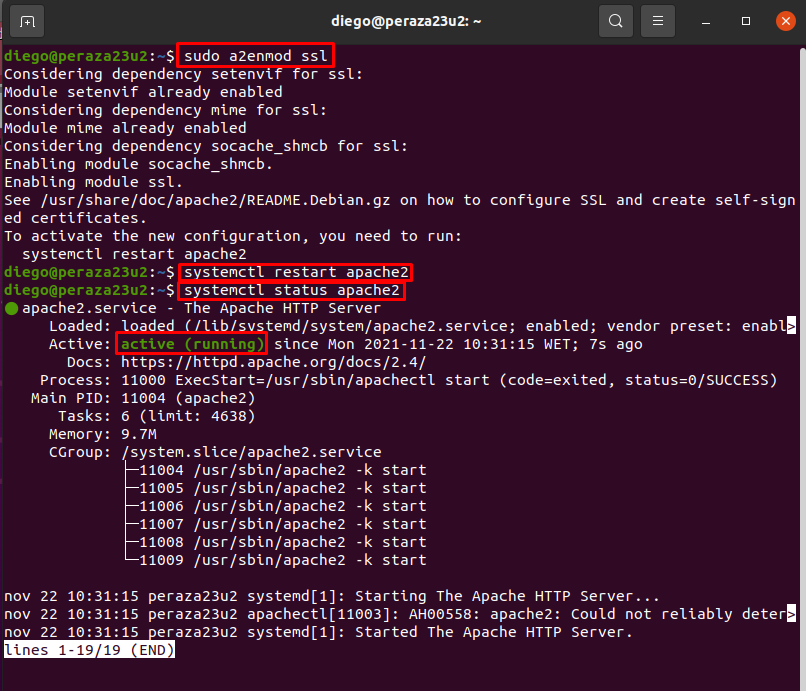 diego@peraza23u2: ~
diego@peraza23u2:~$ sudo a2enmod ssl
Considering dependency setenvif for ssl:
Module setenvif already enabled
Considering dependency mime for ssl:
Module mime already enabled
Considering dependency socache_shmcb for ssl:
Enabling module socache_shmcb.
Enabling module ssl.
See /usr/share/doc/apache2/README.Debian.gz on how to configure SSL and create self-sign
ed certificates.
To activate the new configuration, you need to run:
  systemctl restart apache2
diego@peraza23u2:~$ systemctl restart apache2
diego@peraza23u2:~$ systemctl status apache2
● apache2.service - The Apache HTTP Server
     Loaded: loaded (/lib/systemd/system/apache2.service; enabled; vendor preset: enabl>
     Active: active (running) since Mon 2021-11-22 10:31:15 WET; 7s ago
       Docs: https://httpd.apache.org/docs/2.4/
    Process: 11000 ExecStart=/usr/sbin/apachectl start (code=exited, status=0/SUCCESS)
   Main PID: 11004 (apache2)
      Tasks: 6 (limit: 4638)
     Memory: 9.7M
     CGroup: /system.slice/apache2.service
             ├─11004 /usr/sbin/apache2 -k start
             ├─11005 /usr/sbin/apache2 -k start
             ├─11006 /usr/sbin/apache2 -k start
             ├─11007 /usr/sbin/apache2 -k start
             ├─11008 /usr/sbin/apache2 -k start
             └─11009 /usr/sbin/apache2 -k start
nov 22 10:31:15 peraza23u2 systemd[1]: Starting The Apache HTTP Server...
nov 22 10:31:15 peraza23u2 apachectl[11003]: AH00558: apache2: Could not reliably deter>
nov 22 10:31:15 peraza23u2 systemd[1]: Started The Apache HTTP Server.
lines 1-19/19 (END)